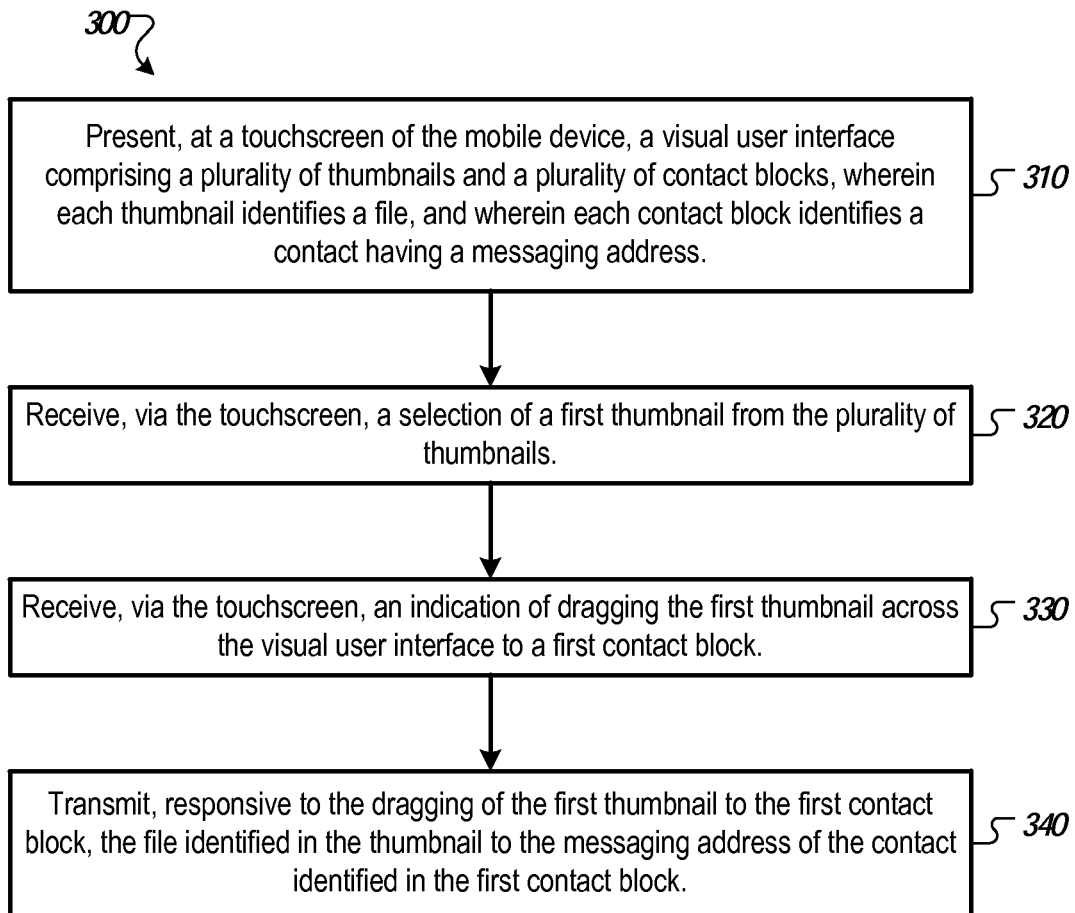 300
Present, at a touchscreen of the mobile device, a visual user interface
comprising a plurality of thumbnails and a plurality of contact blocks, wherein
each thumbnail identifies a file, and wherein each contact block identifies a
contact having a messaging address.
310
Receive, via the touchscreen, a selection of a first thumbnail from the plurality of
thumbnails.
320
Receive, via the touchscreen, an indication of dragging the first thumbnail across
the visual user interface to a first contact block.
330
Transmit, responsive to the dragging of the first thumbnail to the first contact
block, the file identified in the thumbnail to the messaging address of the contact
identified in the first contact block.
340